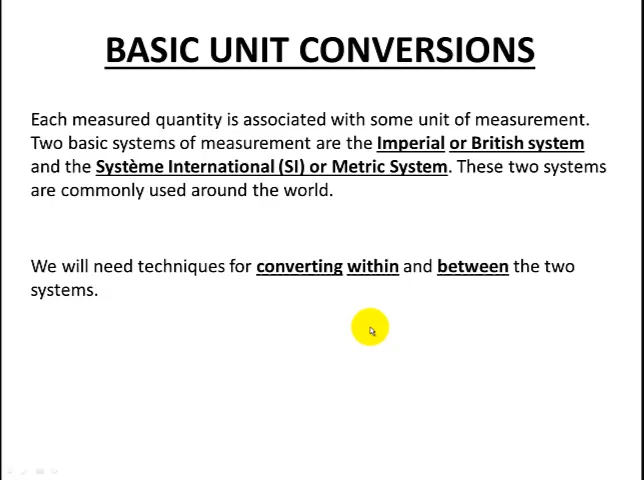 BASIC UNIT CONVERSIONS
Each measured quantity is associated with some unit of measurement.
Two basic systems of measurement are the Imperial or British system
and the Système International (SI) or Metric System. These two systems
are commonly used around the world.
We will need techniques for converting within and between the two
systems.